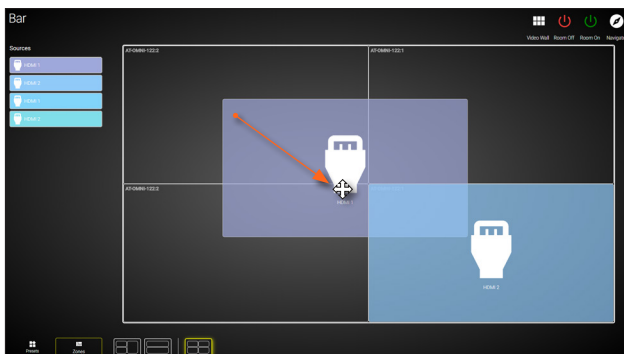 Bar
Video Wall Room Off Room On Navigate
Sources
HDMI 1
HDMI 2
HDMI 1
HDMI 2
AT-OMNI-122:2 AT-OMNI-122:1
AT-OMNI-122:2
HDMI 1
HDMI 2
Presets Zones